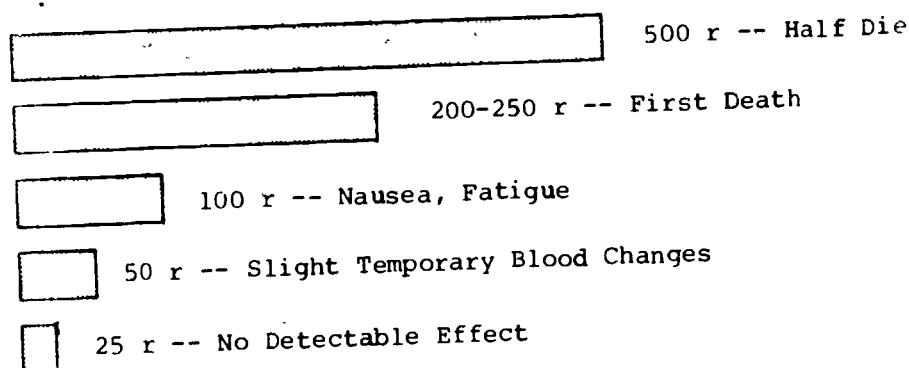 500 r -- Half Die
200-250 r -- First Death
100 r -- Nausea, Fatigue
50 r -- Slight Temporary Blood Changes
25 r -- No Detectable Effect